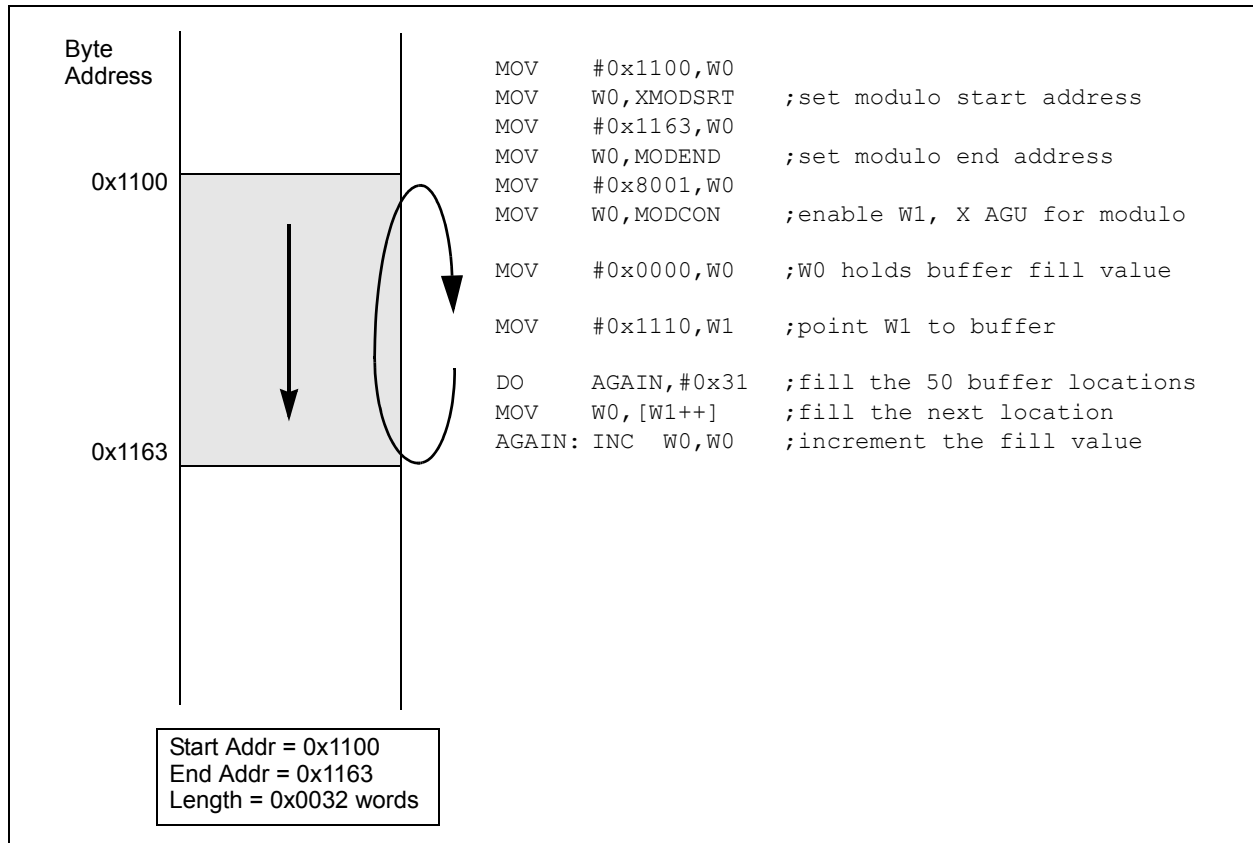 Byte
Address
0x1100
0x1163
MOV #0x1100,W0
MOV W0,XMODSRT ;set modulo start address
MOV #0x1163,W0
MOV W0,MODEND ;set modulo end address
MOV #0x8001,W0
MOV W0,MODCON ;enable W1, X AGU for modulo
MOV #0x0000,W0 ;W0 holds buffer fill value
MOV #0x1110,W1 ;point W1 to buffer
DO AGAIN,#0x31 ;fill the 50 buffer locations
MOV W0,[W1++] ;fill the next location
AGAIN: INC W0,W0 ;increment the fill value
Start Addr = 0x1100
End Addr = 0x1163
Length = 0x0032 words